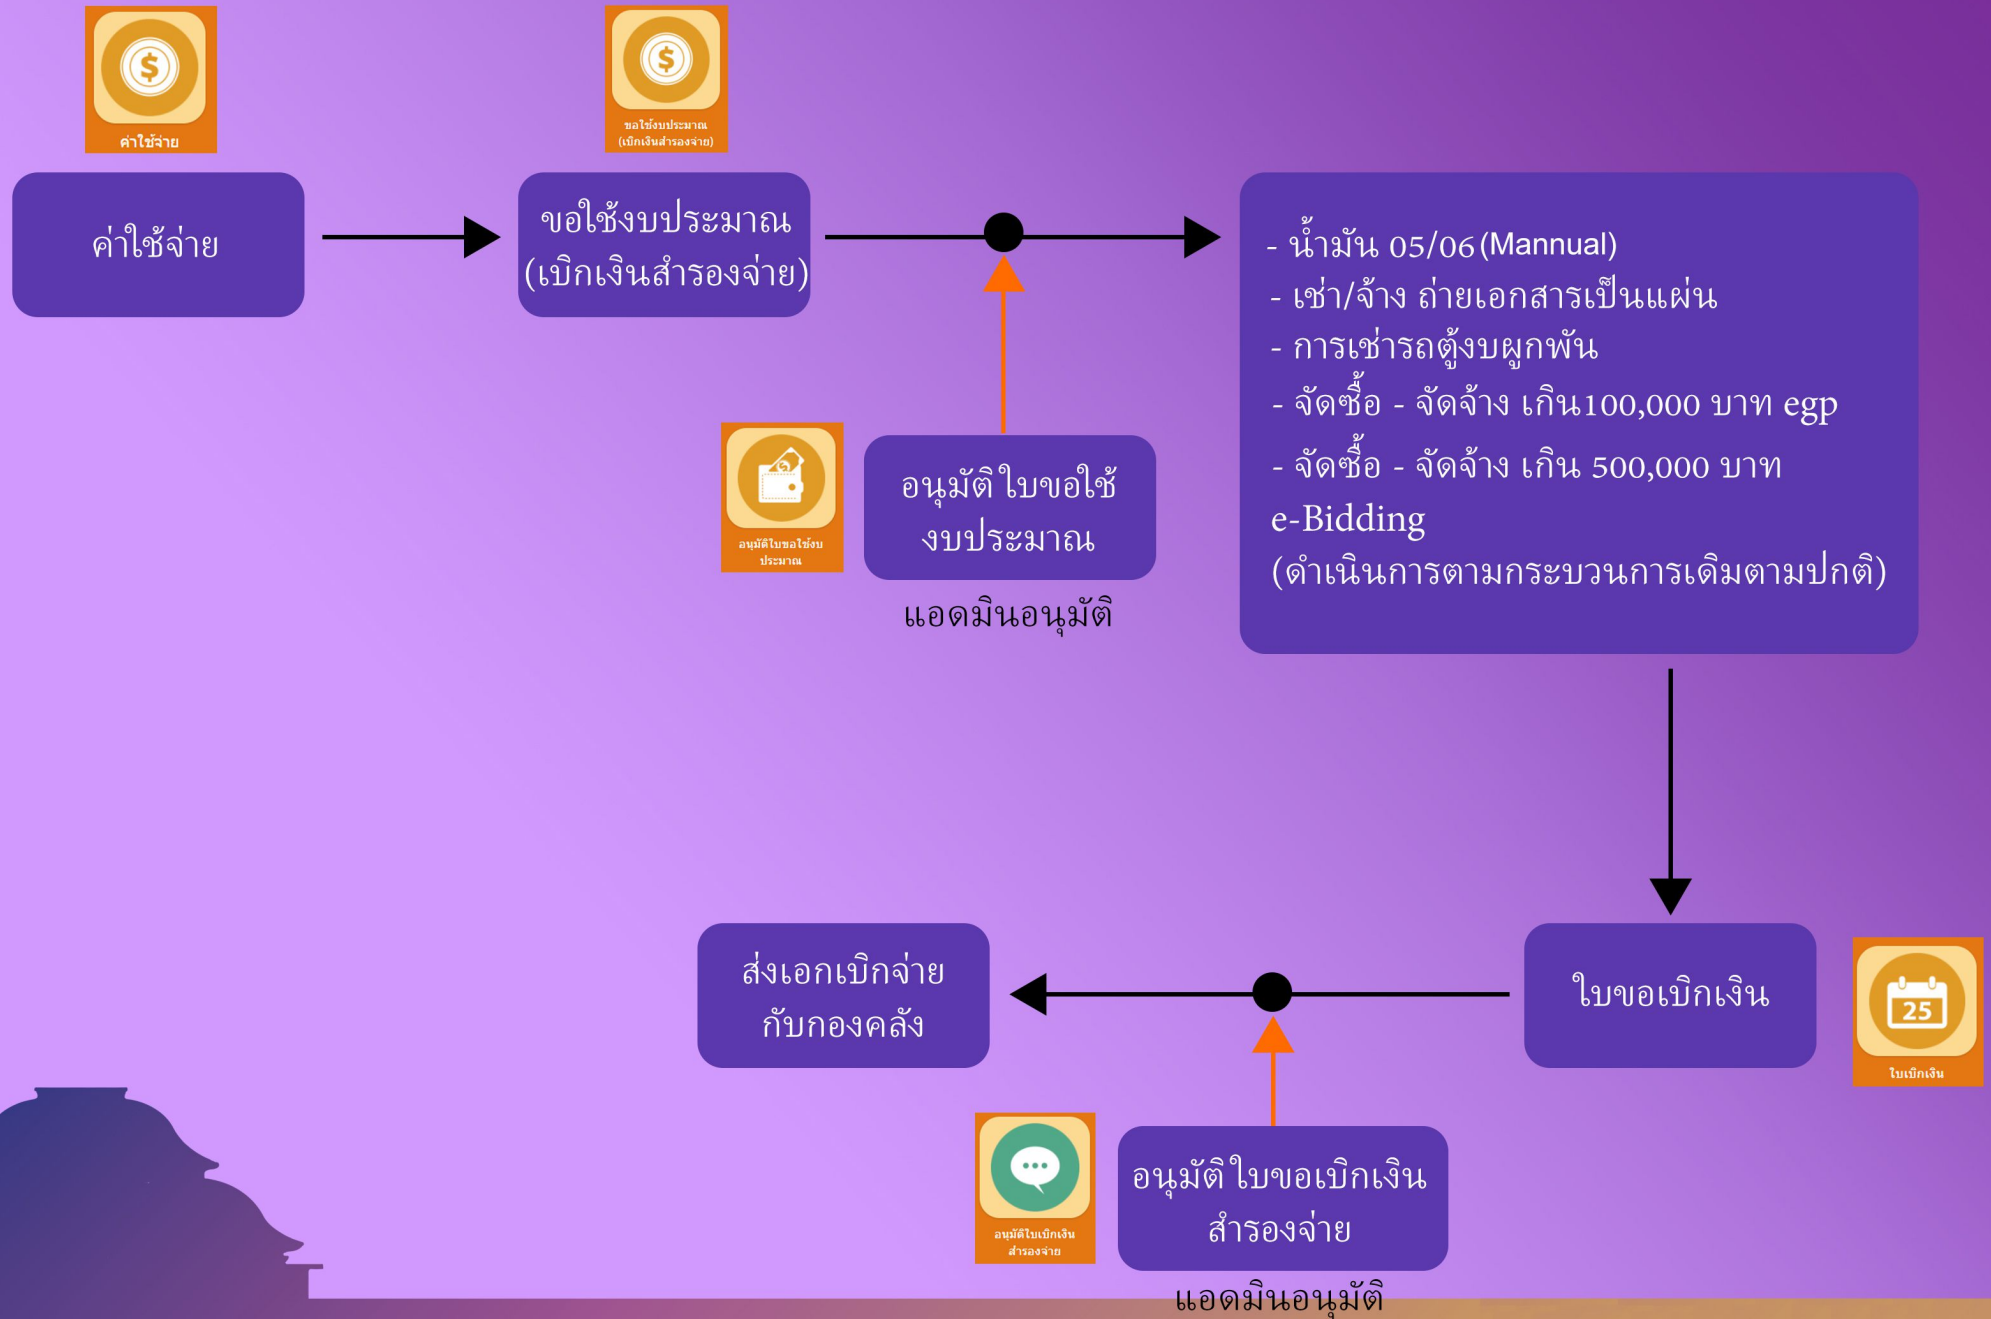 ค่าใช้จ่าย
ขอใช้งบประมาณ
(เบิกเงินสำรองจ่าย)
ค่าใช้จ่าย
ขอใช้งบประมาณ
(เบิกเงินสำรองจ่าย)
- น้ำมัน 05/06 (Mannual)
- เช่า/จ้าง ถ่ายเอกสารเป็นแผ่น
- การเช่ารถตู้งบผูกพัน
- จัดซื้อ - จัดจ้าง เกิน100,000 บาท egp
- จัดซื้อ - จัดจ้าง เกิน 500,000 บาท
e-Bidding
(ดำเนินการตามกระบวนการเดิมตามปกติ)
อนุมัติใบขอใช้งบ
ประมาณ
อนุมัติ ใบขอใช้
งบประมาณ
แอดมินอนุมัติ
ส่งเอกเบิกจ่าย
กับกองคลัง
ใบขอเบิกเงิน
25
ใบเบิกเงิน
อนุมัติใบเบิกเงิน
สำรองจ่าย
อนุมัติ ใบขอเบิกเงิน
สำรองจ่าย
แอดมินอนุมัติ